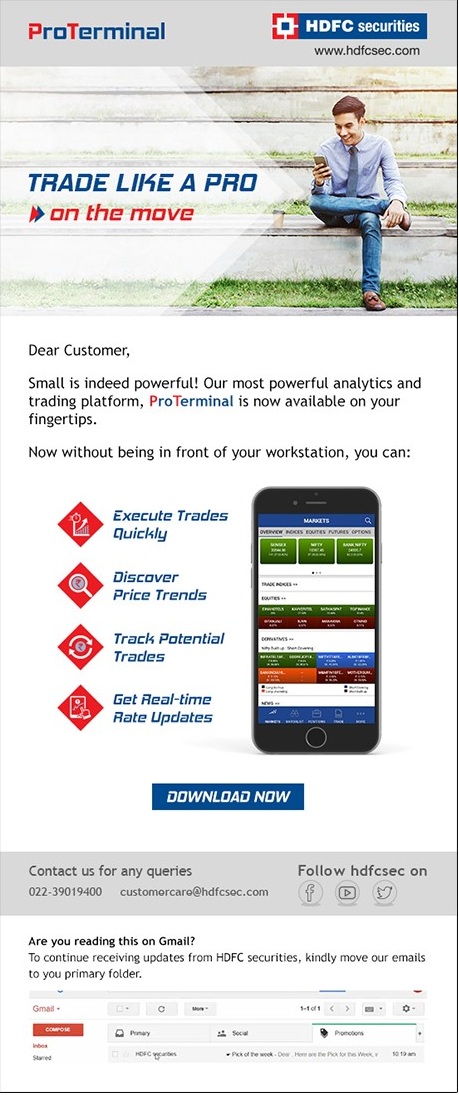 ProTerminal
HDFC securities
www.hdfcsec.com
TRADE LIKE A PRO
on the move
Dear Customer,
Small is indeed powerful! Our most powerful analytics and
trading platform, ProTerminal is now available on your
fingertips.
Now without being in front of your workstation, you can:
Execute Trades
Quickly
Discover
Price Trends
Track Potential
Trades
Get Real-time
Rate Updates
MARKETS
OVERVIEW INDICES EQUITIES FUTURES OPTIONS
SENSEX
NIFTY
BANK NIFTY
TRADE INDICES >>
EQUITIES >>
DERIVATIVES >>
NEWS >>
DOWNLOAD NOW
Contact us for any queries
022-39019400 customercare@hdfcsec.com
Follow hdfcsec on
Are you reading this on Gmail?
To continue receiving updates from HDFC securities, kindly move our emails
to you primary folder.
Gmail
More
1-1 of 1
COMPOSE
Primary
Social
Promotions
+
Inbox
Starred
HDFC securities
Pick of the week - Dear , Here are the Pick for this Week,
10:19 am